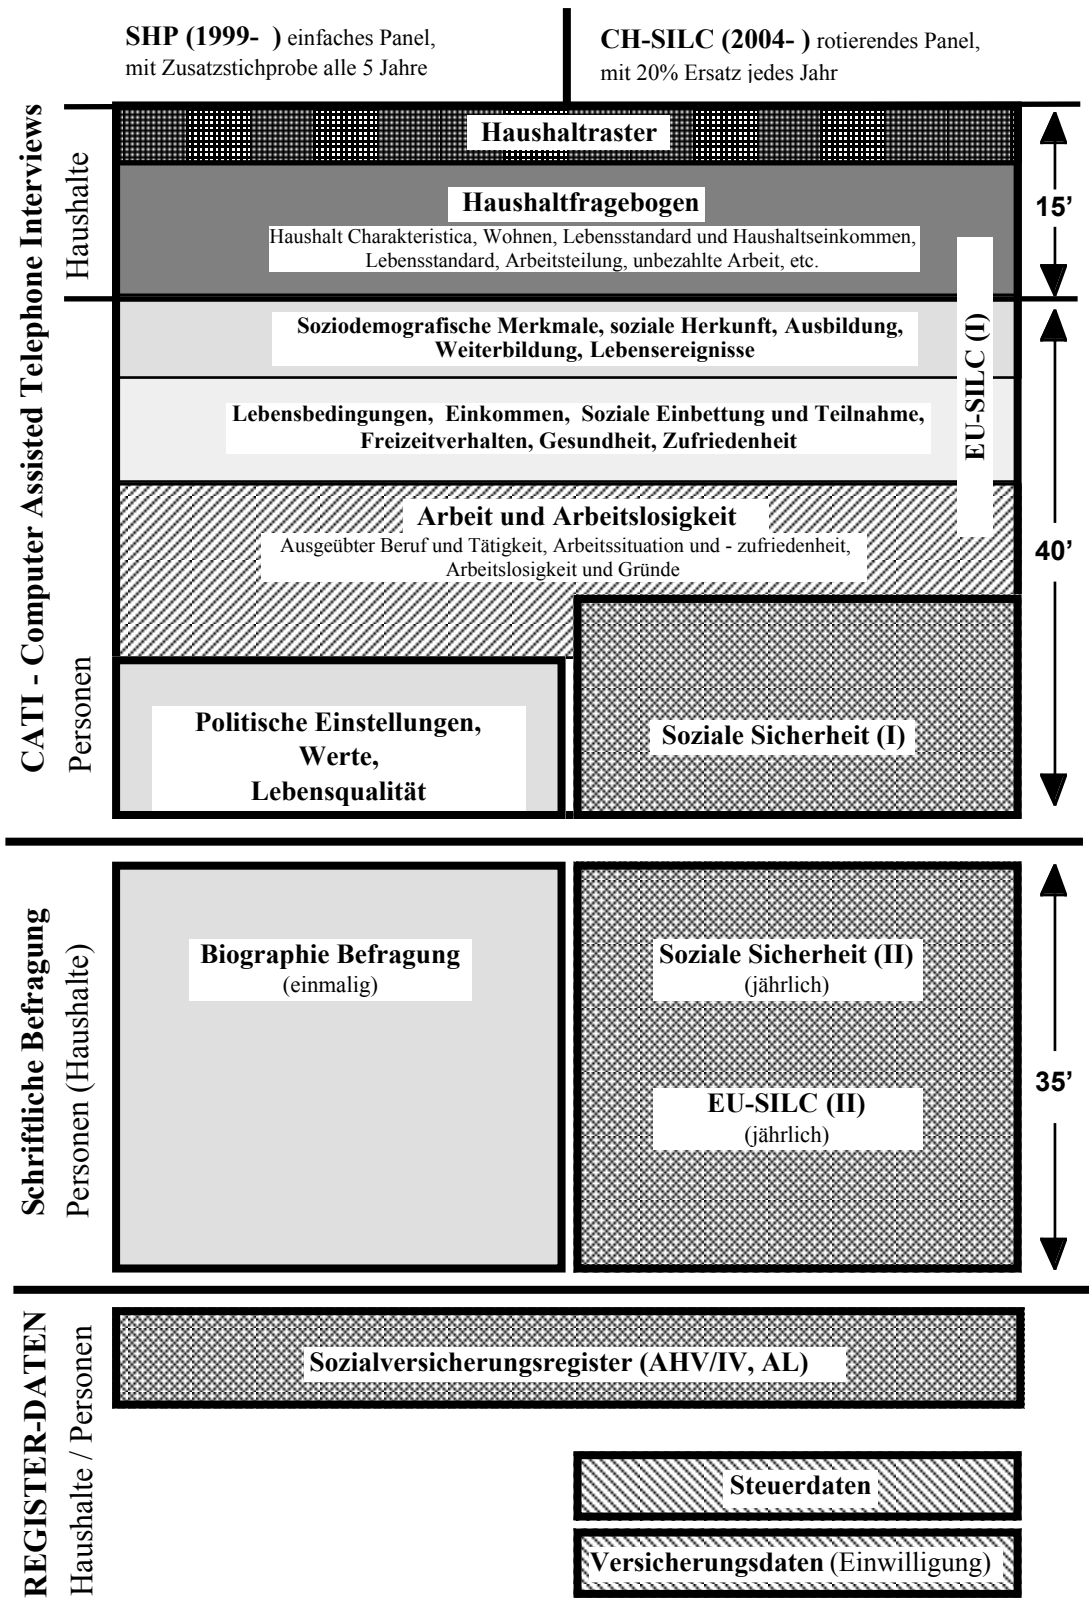 SHP (1999-  ) einfaches Panel,
mit Zusatzstichprobe alle 5 Jahre
CH-SILC (2004- ) rotierendes Panel,
mit 20% Ersatz jedes Jahr
CATI - Computer Assisted Telephone Interviews
Haushalte
Haushaltraster
Haushaltfragebogen
Haushalt Charakteristica, Wohnen, Lebensstandard und Haushaltseinkommen,
Lebensstandard, Arbeitsteilung, unbezahlte Arbeit, etc.
15’
Personen
Soziodemografische Merkmale, soziale Herkunft, Ausbildung,
Weiterbildung, Lebensereignisse
EU-SILC (I)
Lebensbedingungen,  Einkommen,  Soziale Einbettung und Teilnahme,
Freizeitverhalten, Gesundheit, Zufriedenheit
Arbeit und Arbeitslosigkeit
Ausgeübter Beruf und Tätigkeit, Arbeitssituation und - zufriedenheit,
Arbeitslosigkeit und Gründe
40’
Politische Einstellungen,
Werte,
Lebensqualität
Soziale Sicherheit (I)
Schriftliche Befragung
Personen (Haushalte)
Biographie Befragung
(einmalig)
Soziale Sicherheit (II)
(jährlich)
EU-SILC (II)
(jährlich)
35’
REGISTER-DATEN
Haushalte / Personen
Sozialversicherungsregister (AHV/IV, AL)
Steuerdaten
Versicherungsdaten (Einwilligung)